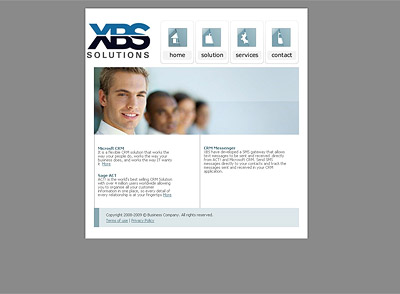 XBS
SOLUTIONS
home
solution
services
contact
Microsoft CRM
It is a flexible CRM solution that works the
way your people do, works the way your
business does, and works the way IT wants
it. More
Sage ACT
ACT! is the world's best selling CRM Solution
with over 4 million users worldwide allowing
you to organise all your customer
information in one place, so every detail of
every relationship is at your fingertips More
CRM Messenger
XBS have developed a SMS gateway that allows
text messages to be sent and received directly
from ACT! and Microsoft CRM. Send SMS
messages directly to your contacts and track the
messages sent and received in your CRM
application.
Copyright 2008-2009 © Business Company. All rights reserved.
Terms of use | Privacy Policy